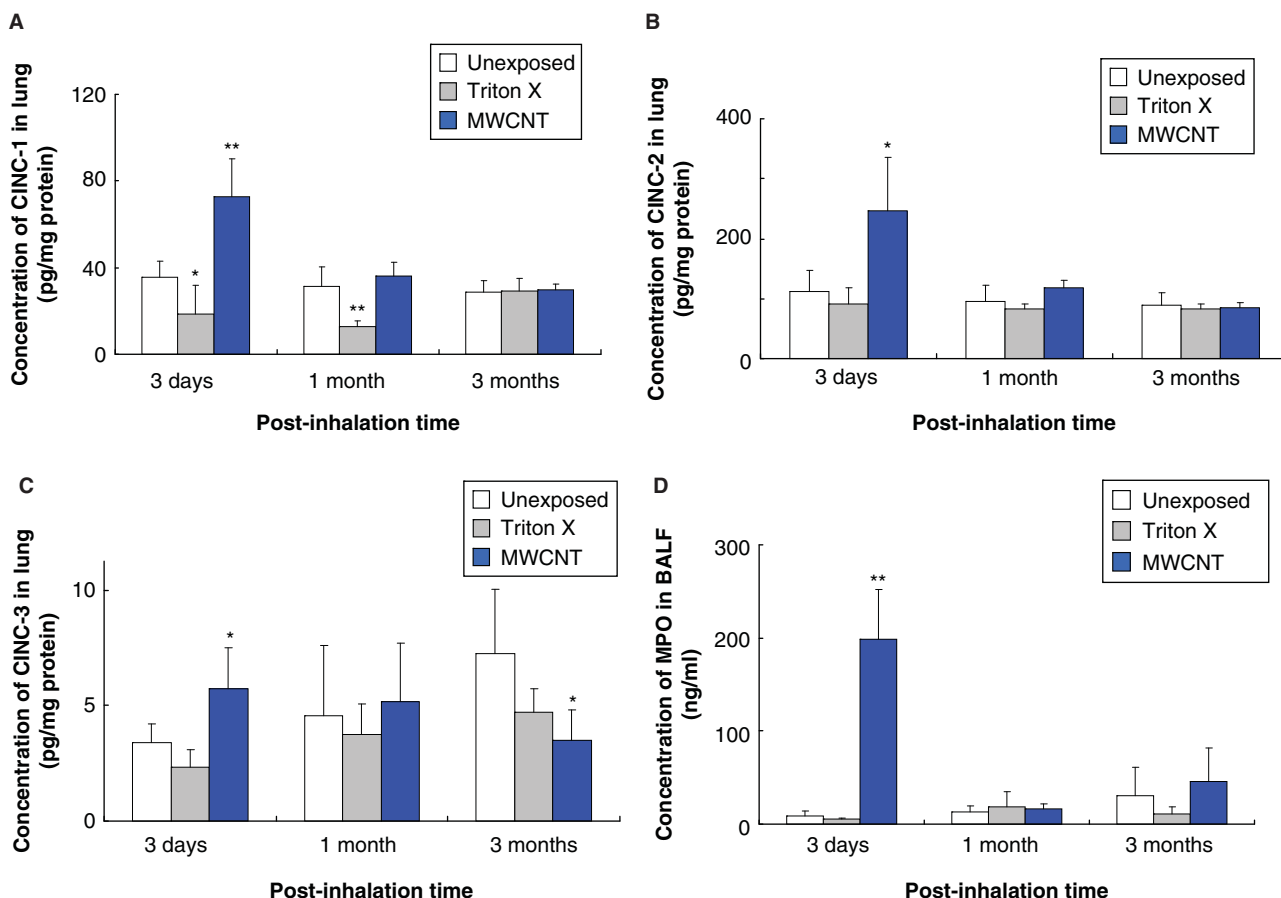 A
Unexposed
Triton X
MWCNT
Concentration of CINC-1 in lung
(pg/mg protein)
120
80
40
0
*
**
**
3 days
1 month
3 months
Post-inhalation time
B
Unexposed
Triton X
MWCNT
Concentration of CINC-2 in lung
(pg/mg protein)
400
200
0
*
3 days
1 month
3 months
Post-inhalation time
C
Unexposed
Triton X
MWCNT
Concentration of CINC-3 in lung
(pg/mg protein)
10
5
0
*
*
3 days
1 month
3 months
Post-inhalation time
D
Unexposed
Triton X
MWCNT
Concentration of MPO in BALF
(ng/ml)
300
200
100
0
**
3 days
1 month
3 months
Post-inhalation time